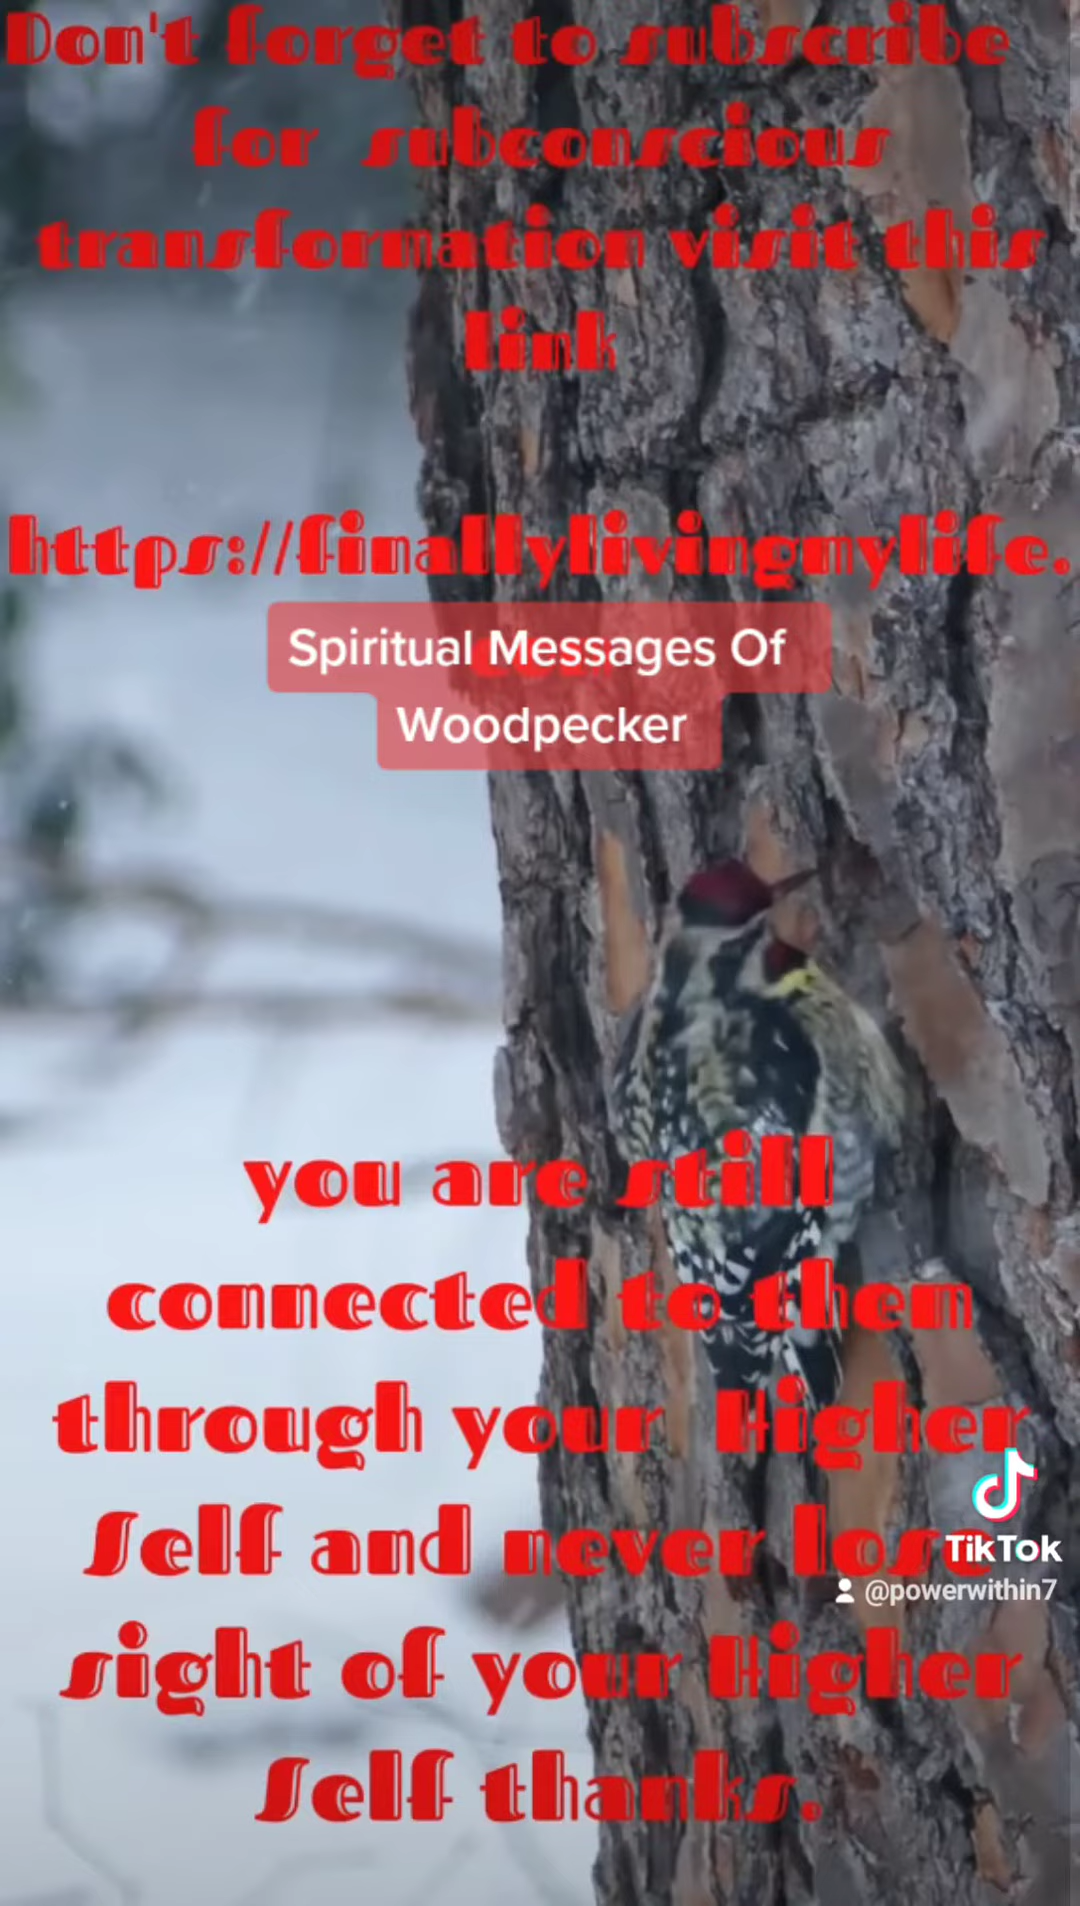 Don't forget to subscribe
for subconscious
transformation visit this
link
https://finallylivingmylife.
Spiritual Messages Of
Woodpecker
you are still
connected to them
through your Higher
Self and never lose
sight of your Higher
Self thanks.
TikTok
@powerwithin7